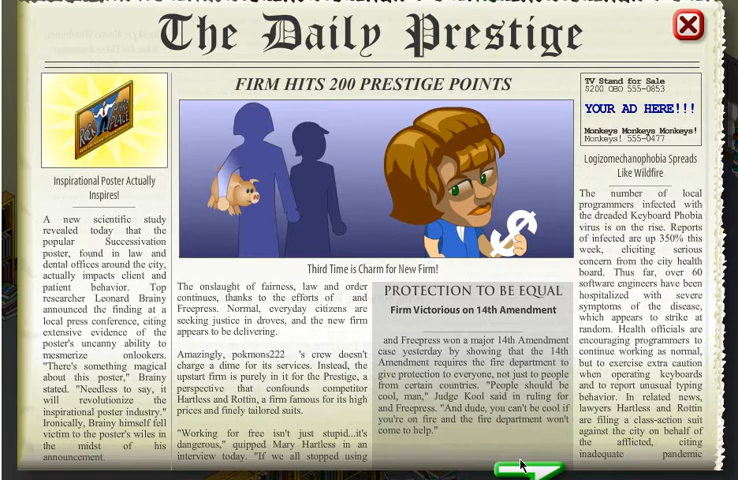 The Daily Prestige
FIRM HITS 200 PRESTIGE POINTS
Inspirational Poster Actually
Inspires!
A new scientific study
revealed today that the
popular Successivation
poster, found in law and
dental offices around the city,
actually impacts client and
patient behavior. Top
researcher Leonard Brainy
announced the finding at a
local press conference, citing
extensive evidence of the
poster's uncanny ability to
mesmerize onlookers.
"There's something magical
about this poster," Brainy
stated. "Needless to say, it
will revolutionize the
inspirational poster industry."
Ironically, Brainy himself fell
victim to the poster's wiles in
the midst of his
announcement.
Third Time is Charm for New Firm!
The onslaught of fairness, law and order
continues, thanks to the efforts of and
Freepress. Normal, everyday citizens are
seeking justice in droves, and the new firm
appears to be delivering.
Amazingly, pokmons222 's crew doesn't
charge a dime for its services. Instead, the
upstart firm is purely in it for the Prestige, a
perspective that confounds competitor
Hartless and Rottin, a firm famous for its high
prices and finely tailored suits.
"Working for free isn't just stupid...it's
dangerous," quipped Mary Hartless in an
interview today. "If we all stopped using
PROTECTION TO BE EQUAL
Firm Victorious on 14th Amendment
and Freepress won a major 14th Amendment
case yesterday by showing that the 14th
Amendment requires the fire department to
give protection to everyone, not just to people
from certain countries. "People should be
cool, man," Judge Kool said in ruling for
and Freepress. "And dude, you can't be cool if
you're on fire and the fire department won't
come to help."
TV Stand for Sale
$200 OBO 555-0853
YOUR AD HERE!!!
Monkeys Monkeys Monkeys!
Monkeys! 555-0477
Logizomechanophobia Spreads
Like Wildfire
The number of local
programmers infected with
the dreaded Keyboard Phobia
virus is on the rise. Reports
of infected are up 350% this
week, eliciting serious
concern from the city health
board. Thus far, over 60
software engineers have been
hospitalized with severe
symptoms of the disease,
which appears to strike at
random. Health officials are
encouraging programmers to
continue working as normal,
but to exercise extra caution
when operating keyboards
and to report unusual typing
behavior. In related news,
lawyers Hartless and Rottin
are filing a class-action suit
against the city on behalf of
the afflicted, citing
inadequate pandemic